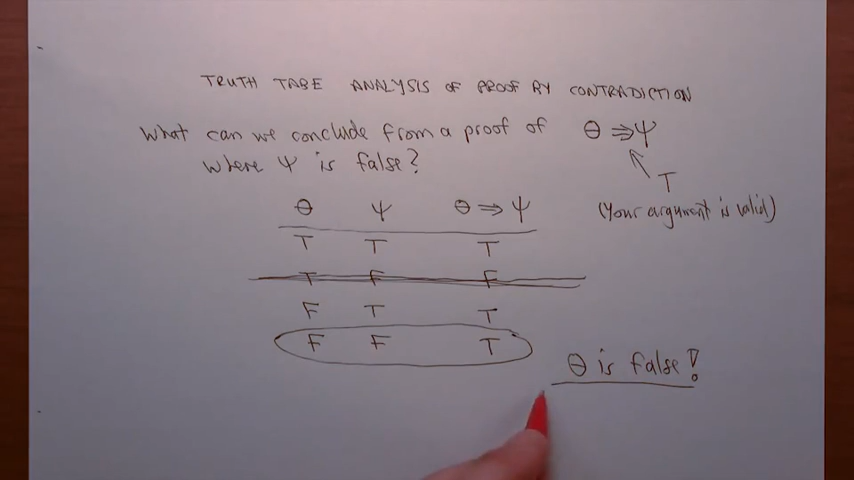 TRUTH TABE ANALYSIS OF PROOF BY CONTRADICTION
What can we conclude from a proof of θ ⇒ Ψ
where Ψ is false?
T
(Your argument is valid)
θ Ψ θ ⇒ Ψ
T T T
T F F
F T T
F F T
θ is false!